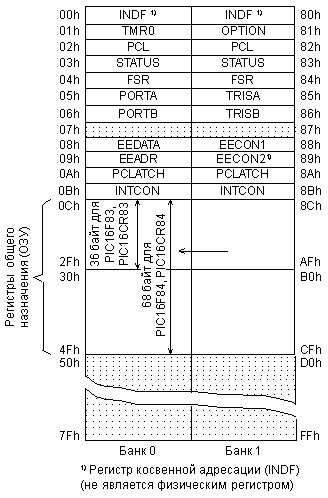 00h INDF ¹⁾ INDF ¹⁾ 80h
01h TMR0 OPTION 81h
02h PCL PCL 82h
03h STATUS STATUS 83h
04h FSR FSR 84h
05h PORTA TRISA 85h
06h PORTB TRISB 86h
87h
08h EEDATA EECON1 88h
09h EEADR EECON2¹⁾ 89h
0Ah PCLATCH PCLATCH 8Ah
0Bh INTCON INTCON 8Bh
0Ch 8Ch
Регистры общего
назначения (ОЗУ)
36 байт для
PIC16F83,
PIC16CR83
68 байт для
PIC16F84, PIC16CR84
2Fh AFh
30h B0h
4Fh CFh
50h D0h
7Fh FFh
Банк 0 Банк 1
¹⁾ Регистр косвенной адресации (INDF)
(не является физическим регистром)